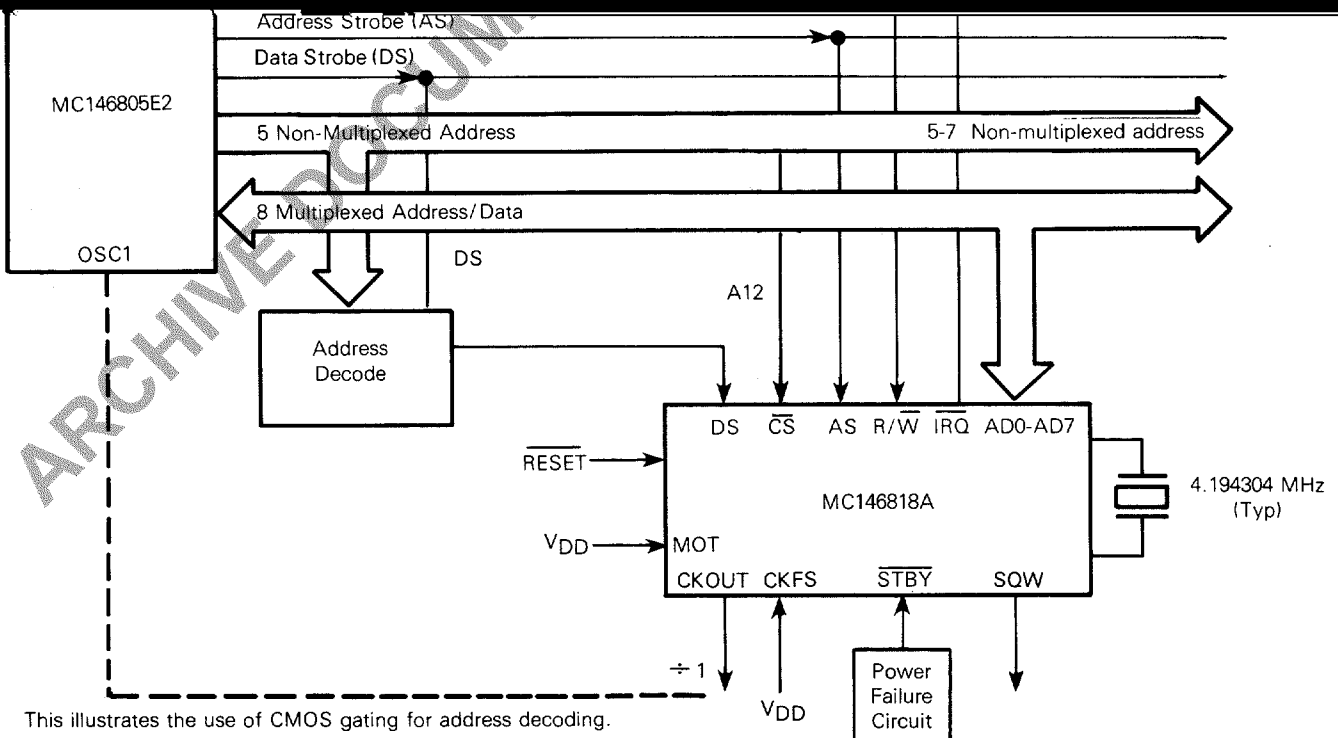 Address Strobe (AS)
Data Strobe (DS)
MC146805E2
5 Non-Multiplexed Address
5-7 Non-multiplexed address
8 Multiplexed Address/Data
OSC1
DS
A12
Address
Decode
DS CS AS R/W IRQ AD0-AD7
RESET
MC146818A
4.194304 MHz
(Typ)
VDD
MOT
CKOUT CKFS STBY SQW
÷ 1
VDD
Power
Failure
Circuit
This illustrates the use of CMOS gating for address decoding.
ARCHIVE DOCUM